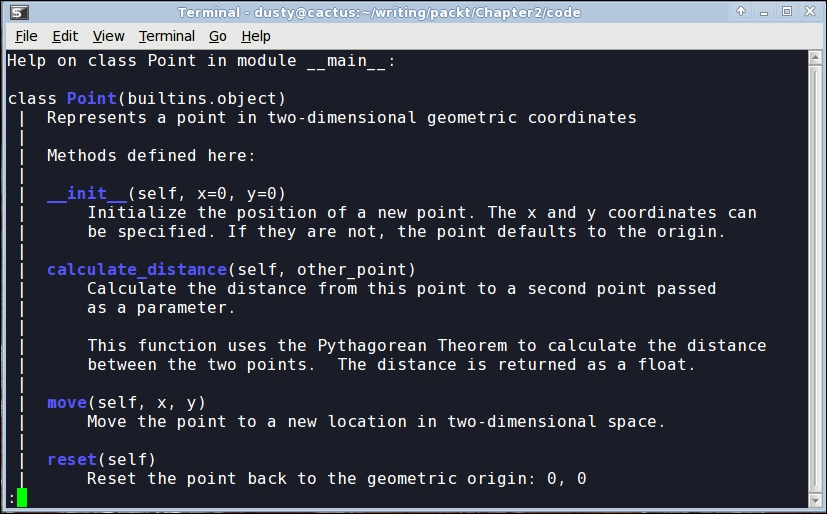 Terminal - dusty@cactus:~/writing/packt/Chapter2/code
File Edit View Terminal Go Help
Help on class Point in module __main__:

class Point(builtins.object)
 |  Represents a point in two-dimensional geometric coordinates
 |
 |  Methods defined here:
 |
 |  __init__(self, x=0, y=0)
 |      Initialize the position of a new point. The x and y coordinates can
 |      be specified. If they are not, the point defaults to the origin.
 |
 |  calculate_distance(self, other_point)
 |      Calculate the distance from this point to a second point passed
 |      as a parameter.
 |
 |      This function uses the Pythagorean Theorem to calculate the distance
 |      between the two points.  The distance is returned as a float.
 |
 |  move(self, x, y)
 |      Move the point to a new location in two-dimensional space.
 |
 |  reset(self)
 |      Reset the point back to the geometric origin: 0, 0
: